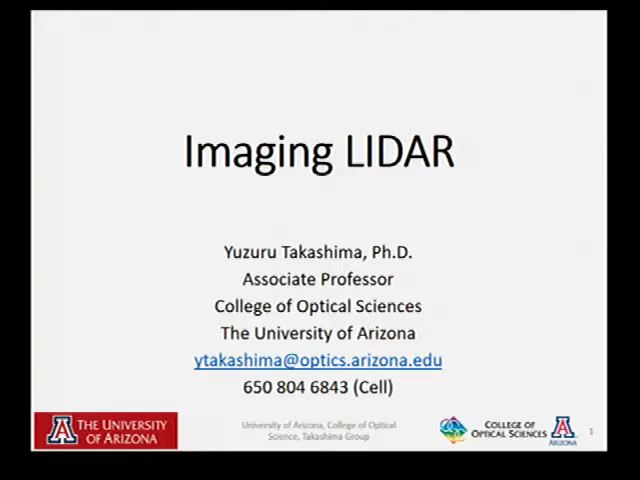 Imaging LIDAR
Yuzuru Takashima, Ph.D.
Associate Professor
College of Optical Sciences
The University of Arizona
ytakashima@optics.arizona.edu
650 804 6843 (Cell)
A THE UNIVERSITY
OF ARIZONA
University of Arizona, College of Optical
Science, Takashima Group
COLLEGE OF
OPTICAL SCIENCES
A
ARIZONA
1